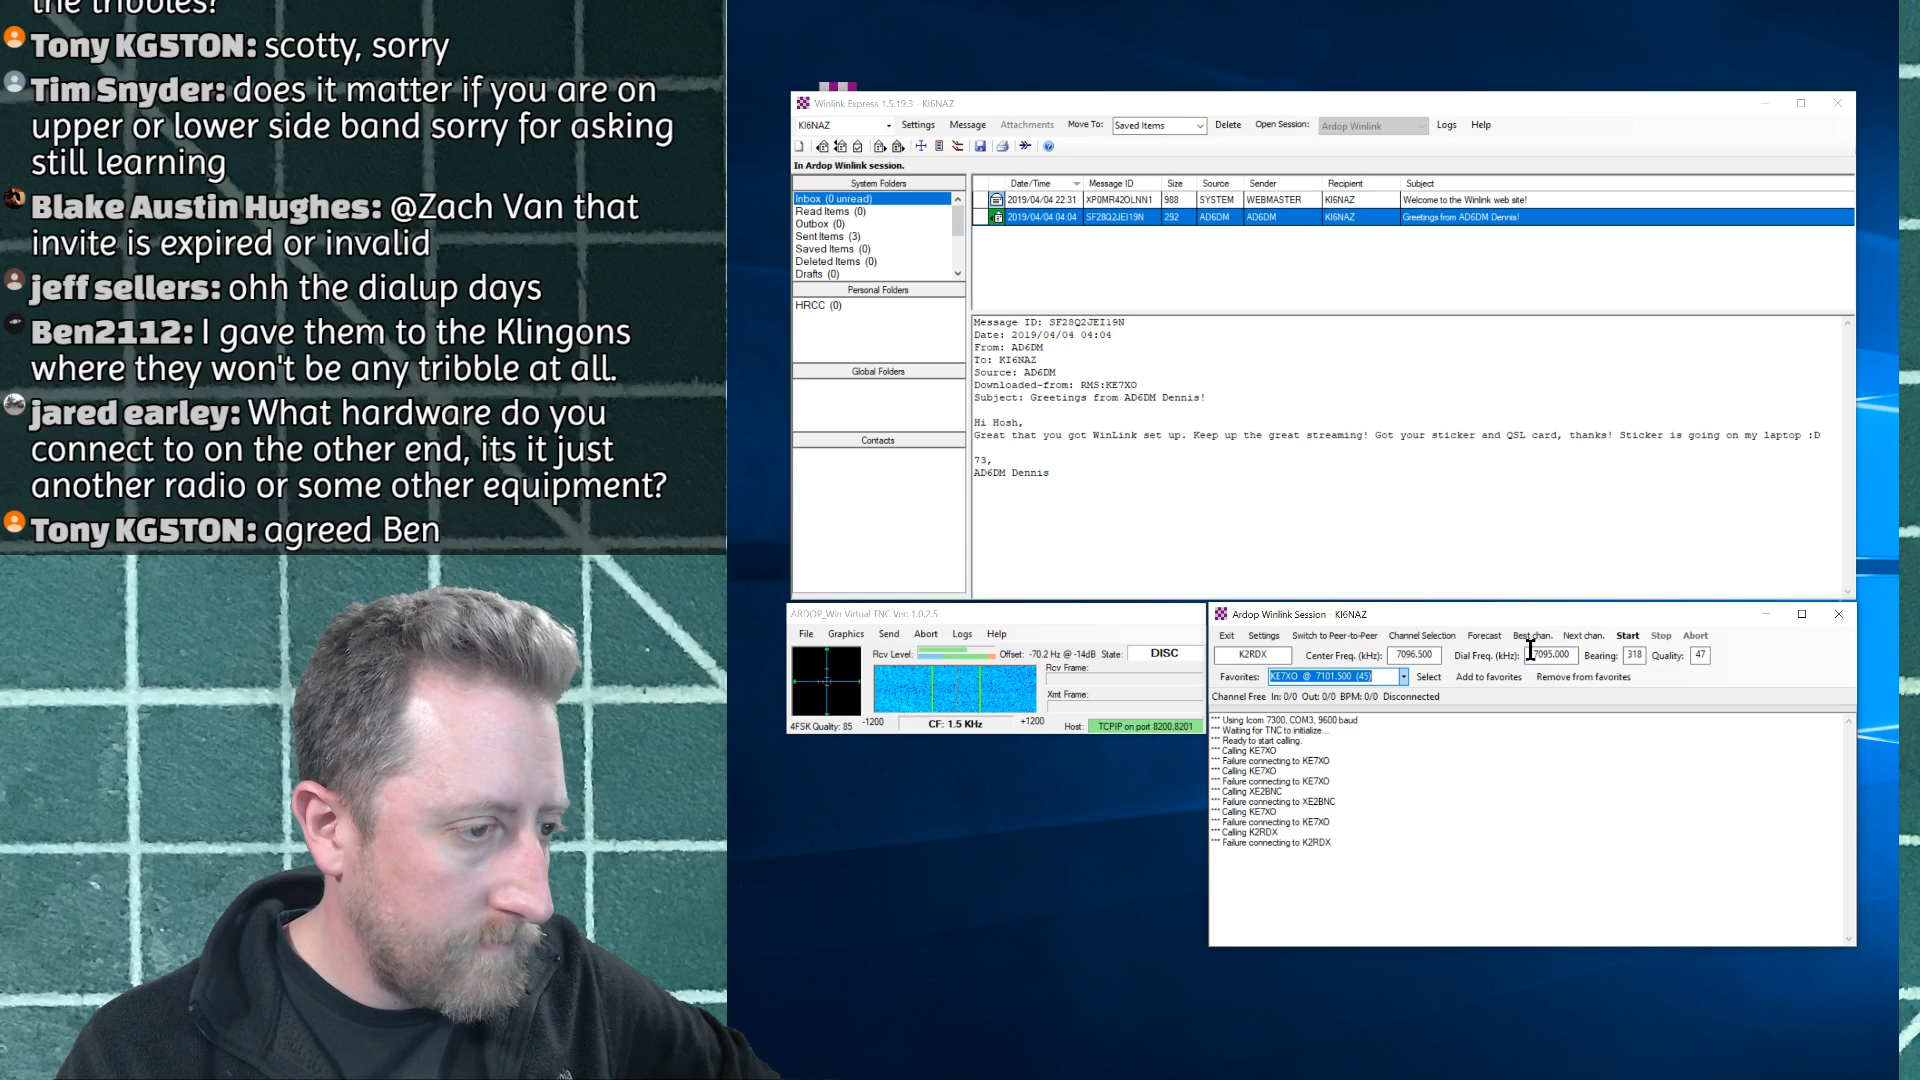 the tribbles?
Tony KG5TON: scotty, sorry
Tim Snyder: does it matter if you are on
upper or lower side band sorry for asking
still learning
Blake Austin Hughes: @Zach Van that
invite is expired or invalid
jeff sellers: ohh the dialup days
Ben2112: I gave them to the Klingons
where they won't be any tribble at all.
jared earley: What hardware do you
connect to on the other end, its it just
another radio or some other equipment?
Tony KG5TON: agreed Ben
Winlink Express 1.5.19.3 - KI6NAZ
KI6NAZ Settings Message Attachments Move To: Saved Items Delete Open Session: Ardop Winlink Logs Help
In Ardop Winlink session.
System Folders
Inbox (0 unread)
Read Items (0)
Outbox (0)
Sent Items (3)
Saved Items (0)
Deleted Items (0)
Drafts (0)
Personal Folders
HRCC (0)
Global Folders
Contacts
Date/Time Message ID Size Source Sender Recipient Subject
2019/04/04 22:31 XP0MR42OLNN1 988 SYSTEM WEBMASTER KI6NAZ Welcome to the Winlink web site!
2019/04/04 04:04 SF28Q2JEI19N 292 AD6DM AD6DM KI6NAZ Greetings from AD6DM Dennis!
Message ID: SF28Q2JEI19N
Date: 2019/04/04 04:04
From: AD6DM
To: KI6NAZ
Source: AD6DM
Downloaded-from: RMS:KE7XO
Subject: Greetings from AD6DM Dennis!
Hi Hosh,
Great that you got WinLink set up. Keep up the great streaming! Got your sticker and QSL card, thanks! Sticker is going on my laptop :D
73,
AD6DM Dennis
ARDOP_Win Virtual TNC Ver: 1.0.2.5
File Graphics Send Abort Logs Help
Rcv Level: Offset: -70.2 Hz @ -14dB State: DISC
Rcv Frame:
Xmt Frame:
4FSK Quality: 85 -1200 CF: 1.5 KHz +1200 Host: TCPIP on port 8200,8201
Ardop Winlink Session - KI6NAZ
Exit Settings Switch to Peer-to-Peer Channel Selection Forecast Best chan. Next chan. Start Stop Abort
K2RDX Center Freq. (kHz): 7096.500 Dial Freq. (kHz): 7095.000 Bearing: 318 Quality: 47
Favorites: KE7XO @ 7101.500 (45) Select Add to favorites Remove from favorites
Channel Free In: 0/0 Out: 0/0 BPM: 0/0 Disconnected
*** Using Icom 7300, COM3, 9600 baud
*** Waiting for TNC to initialize...
*** Ready to start calling.
*** Calling KE7XO
*** Failure connecting to KE7XO
*** Calling KE7XO
*** Failure connecting to KE7XO
*** Calling XE2BNC
*** Failure connecting to XE2BNC
*** Calling KE7XO
*** Failure connecting to KE7XO
*** Calling K2RDX
*** Failure connecting to K2RDX